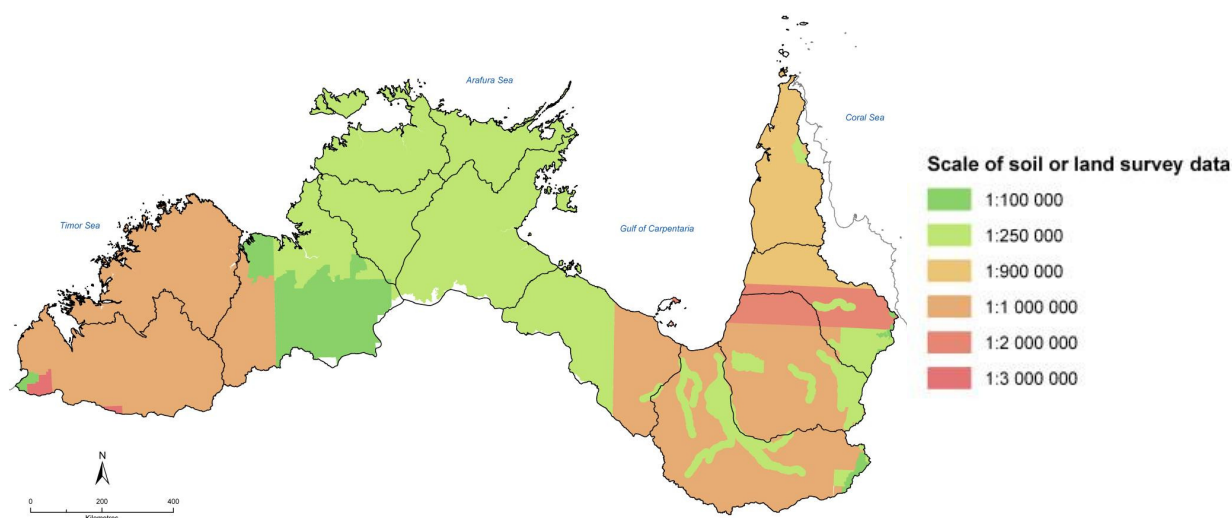 Arafura Sea
Coral Sea
Scale of soil or land survey data
1:100 000
Timor Sea
Gulf of Carpentaria
1:250 000
1:900 000
1:1 000 000
1:2 000 000
1:3 000 000
N
0 200 400
Kilometres